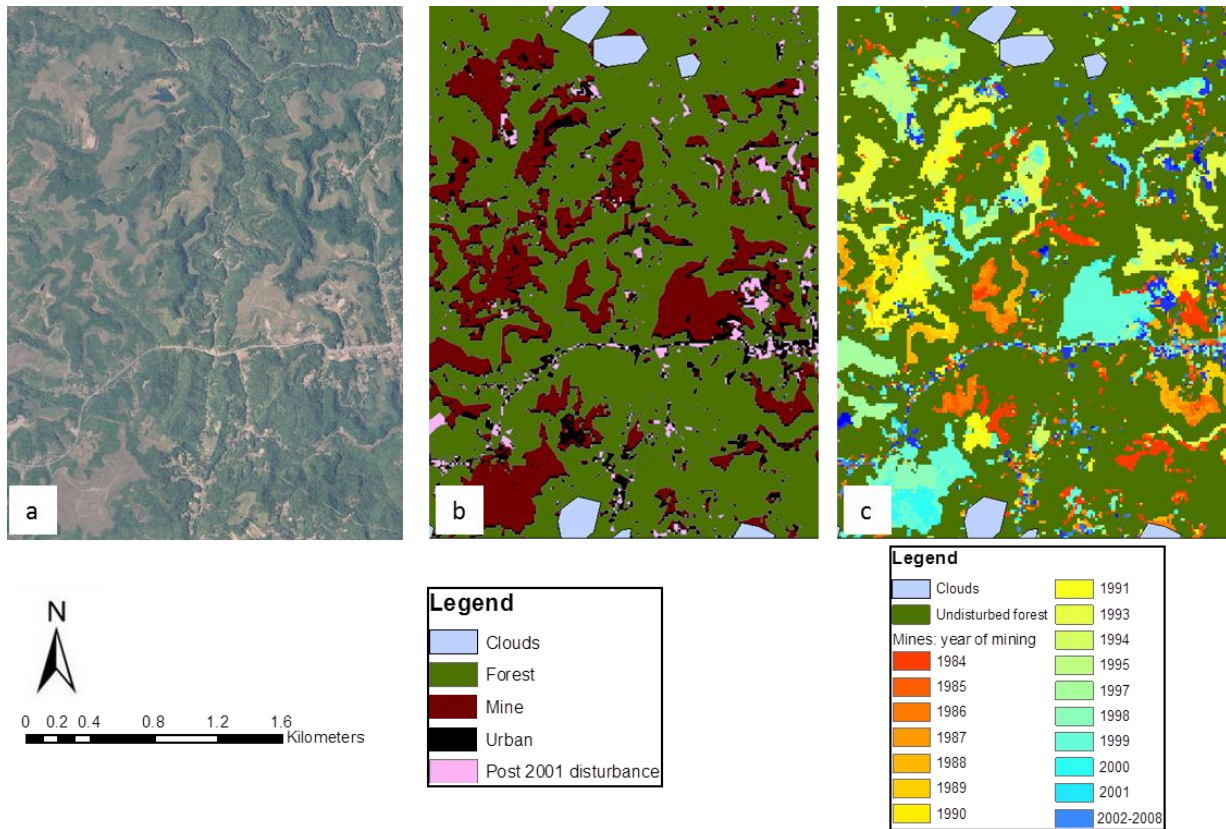 a
b
c
N
0 0.2 0.4 0.8 1.2 1.6
Kilometers
Legend
Clouds
Forest
Mine
Urban
Post 2001 disturbance
Legend
Clouds
Undisturbed forest
Mines: year of mining
1984
1985
1986
1987
1988
1989
1990
1991
1993
1994
1995
1997
1998
1999
2000
2001
2002-2008